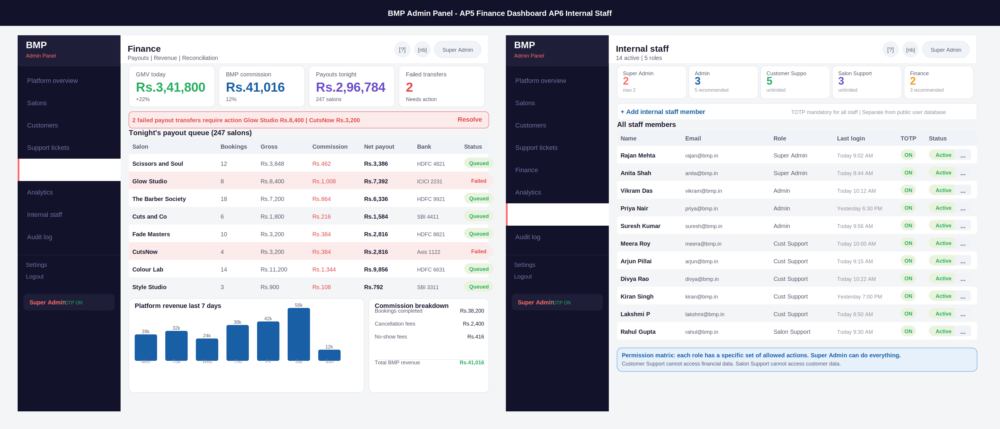 BMP Admin Panel - AP5 Finance Dashboard AP6 Internal Staff
BMP
Admin Panel
Platform overview
Salons
Customers
Support tickets
Analytics
Internal staff
Audit log
Settings
Logout
Super Admin TOTP ON
Finance
Payouts | Revenue | Reconciliation
[?] [nb] Super Admin
GMV today
Rs.3,41,800
+22%
BMP commission
Rs.41,016
12%
Payouts tonight
Rs.2,96,784
247 salons
Failed transfers
2
Needs action
2 failed payout transfers require action Glow Studio Rs.8,400 | CutsNow Rs.3,200 Resolve
Tonight's payout queue (247 salons)
Salon Bookings Gross Commission Net payout Bank Status
Scissors and Soul 12 Rs.3,848 Rs.462 Rs.3,386 HDFC 4821 Queued
Glow Studio 8 Rs.8,400 Rs.1,008 Rs.7,392 ICICI 2231 Failed
The Barber Society 18 Rs.7,200 Rs.864 Rs.6,336 HDFC 9921 Queued
Cuts and Co 6 Rs.1,800 Rs.216 Rs.1,584 SBI 4411 Queued
Fade Masters 10 Rs.3,200 Rs.384 Rs.2,816 HDFC 8821 Queued
CutsNow 4 Rs.3,200 Rs.384 Rs.2,816 Axis 1122 Failed
Colour Lab 14 Rs.11,200 Rs.1,344 Rs.9,856 HDFC 6631 Queued
Style Studio 3 Rs.900 Rs.108 Rs.792 SBI 3311 Queued
Platform revenue last 7 days
28k 32k 24k 38k 42k 56k 12k
Mon Tue Wed Thu Fri Sat Sun
Commission breakdown
Bookings completed Rs.38,200
Cancellation fees Rs.2,400
No-show fees Rs.416
Total BMP revenue Rs.41,016
BMP
Admin Panel
Platform overview
Salons
Customers
Support tickets
Finance
Analytics
Audit log
Settings
Logout
Super Admin TOTP ON
Internal staff
14 active | 5 roles
[?] [nb] Super Admin
Super Admin
2
max 2
Admin
3
5 recommended
Customer Suppo
5
unlimited
Salon Support
3
unlimited
Finance
2
3 recommended
+ Add internal staff member TOTP mandatory for all staff | Separate from public user database
All staff members
Name Email Role Last login TOTP Status
Rajan Mehta rajan@bmp.in Super Admin Today 9:02 AM ON Active ...
Anita Shah anita@bmp.in Super Admin Today 8:44 AM ON Active ...
Vikram Das vikram@bmp.in Admin Today 10:12 AM ON Active ...
Priya Nair priya@bmp.in Admin Yesterday 6:30 PM ON Active ...
Suresh Kumar suresh@bmp.in Admin Today 9:56 AM ON Active ...
Meera Roy meera@bmp.in Cust Support Today 10:00 AM ON Active ...
Arjun Pillai arjun@bmp.in Cust Support Today 9:15 AM ON Active ...
Divya Rao divya@bmp.in Cust Support Today 10:22 AM ON Active ...
Kiran Singh kiran@bmp.in Cust Support Yesterday 7:00 PM ON Active ...
Lakshmi P lakshmi@bmp.in Cust Support Today 8:50 AM ON Active ...
Rahul Gupta rahul@bmp.in Salon Support Today 9:30 AM ON Active ...
Permission matrix: each role has a specific set of allowed actions. Super Admin can do everything.
Customer Support cannot access financial data. Salon Support cannot access customer data.